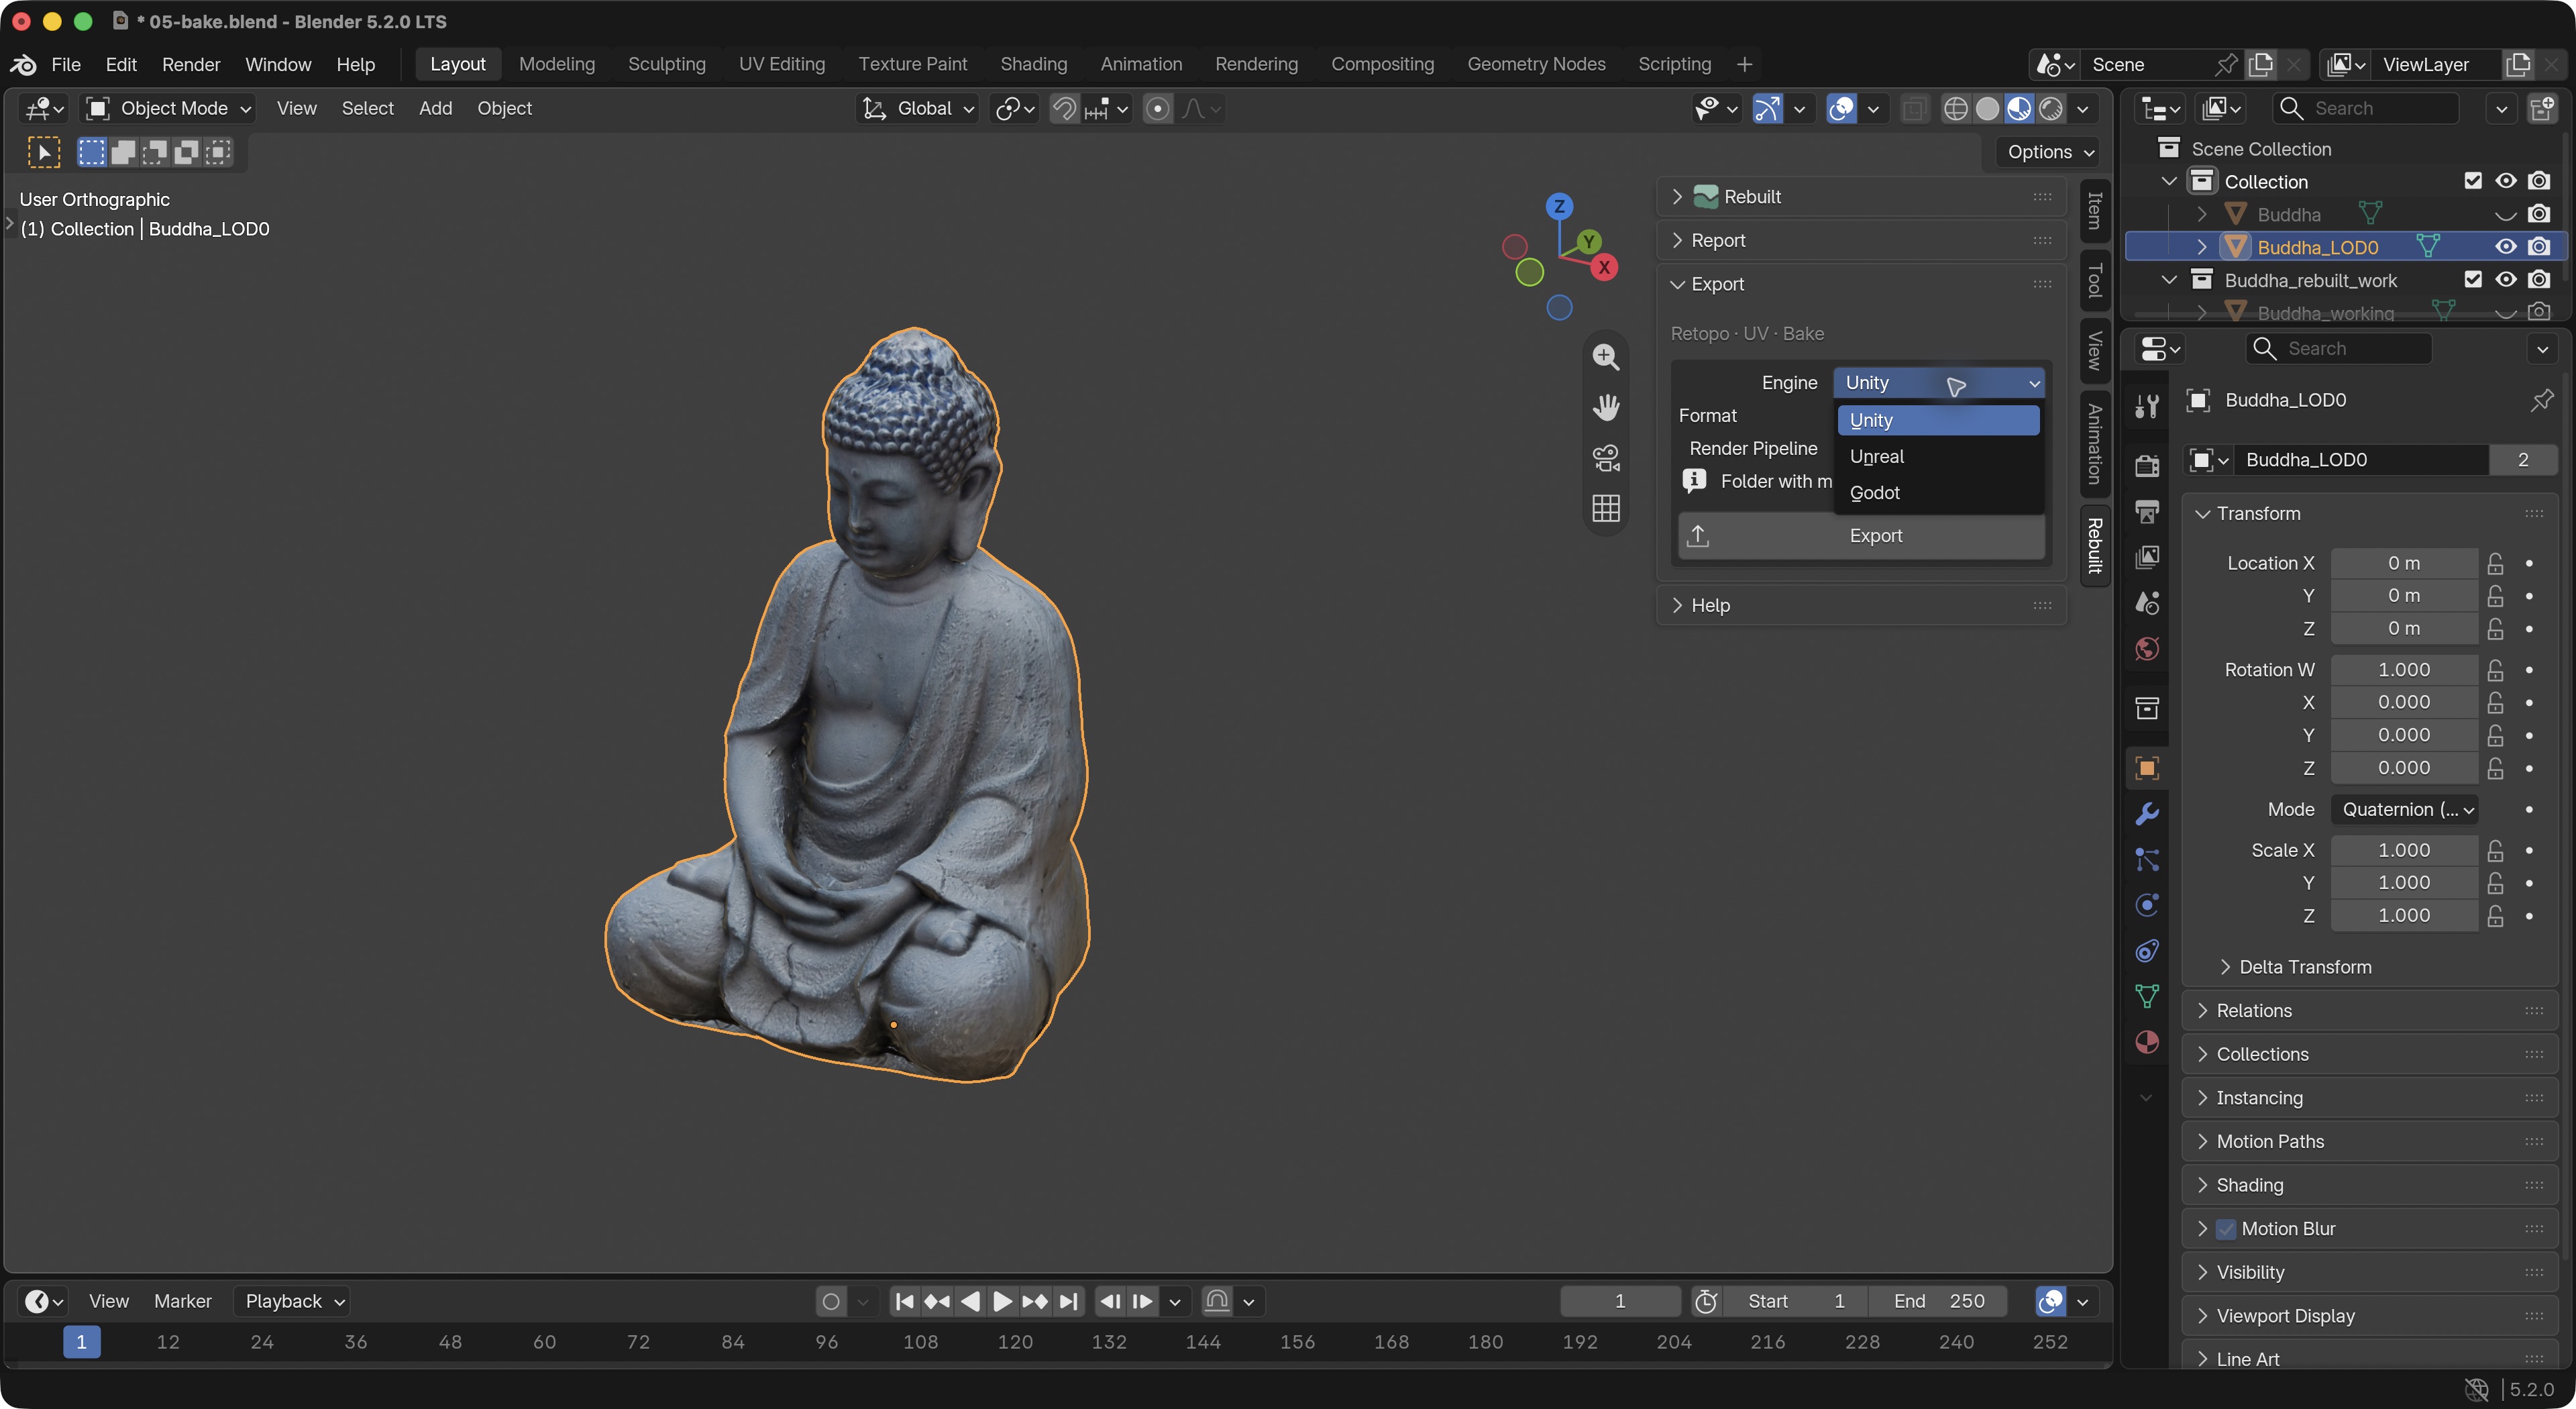 * 05-bake.blend - Blender 5.2.0 LTS
File Edit Render Window Help Layout Modeling Sculpting UV Editing Texture Paint Shading Animation Rendering Compositing Geometry Nodes Scripting Scene ViewLayer
Object Mode View Select Add Object Global Search
Options
User Orthographic
(1) Collection | Buddha_LOD0
Z
Y
X
Rebuilt
Report
Export
Retopo · UV · Bake
Engine Unity
Unity
Unreal
Godot
Format
Render Pipeline
Folder with m
Export
Help
Item
Tool
View
Animation
Rebuilt
Scene Collection
Collection
Buddha
Buddha_LOD0
Buddha_rebuilt_work
Buddha_working
Search
Buddha_LOD0
Buddha_LOD0 2
Transform
Location X 0 m
Y 0 m
Z 0 m
Rotation W 1.000
X 0.000
Y 0.000
Z 0.000
Mode Quaternion (...
Scale X 1.000
Y 1.000
Z 1.000
Delta Transform
Relations
Collections
Instancing
Motion Paths
Shading
Motion Blur
Visibility
Viewport Display
Line Art
View Marker Playback 1 Start 1 End 250
1 12 24 36 48 60 72 84 96 108 120 132 144 156 168 180 192 204 216 228 240 252
5.2.0